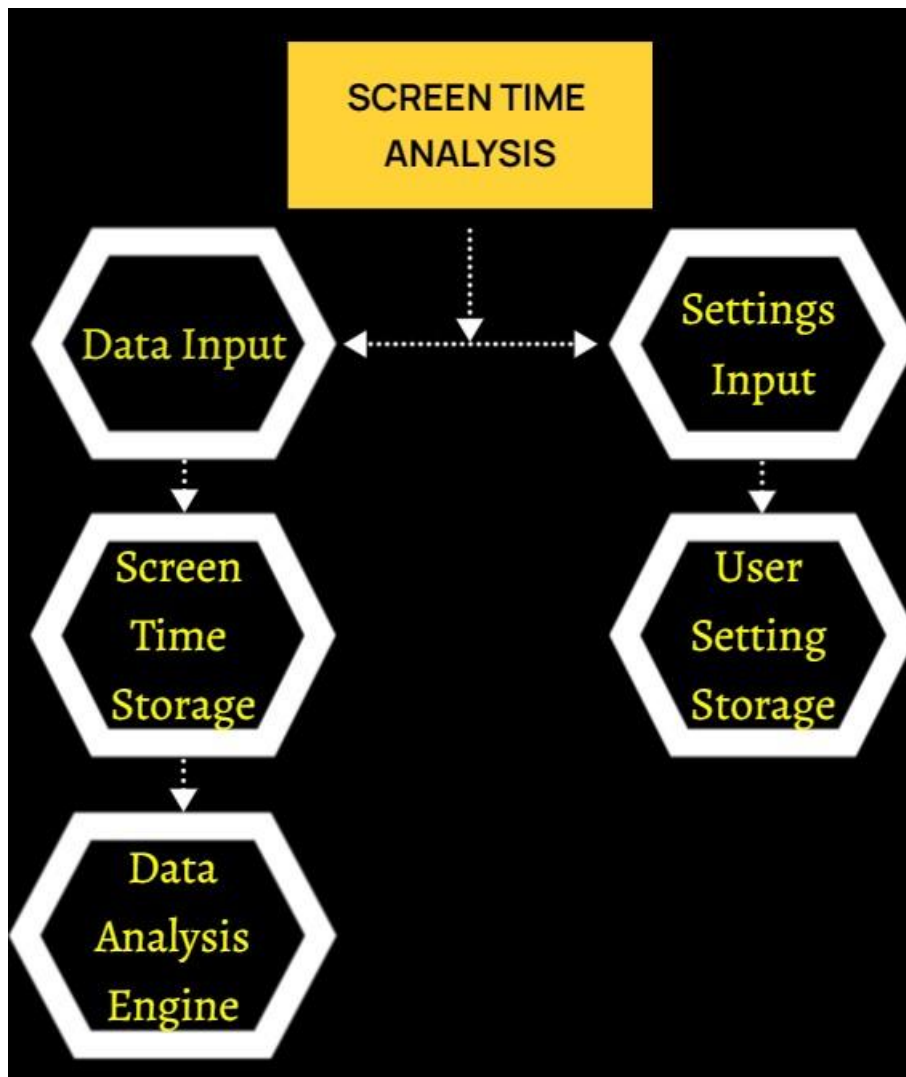 SCREEN TIME
ANALYSIS
Data Input
Settings
Input
Screen
Time
Storage
User
Setting
Storage
Data
Analysis
Engine